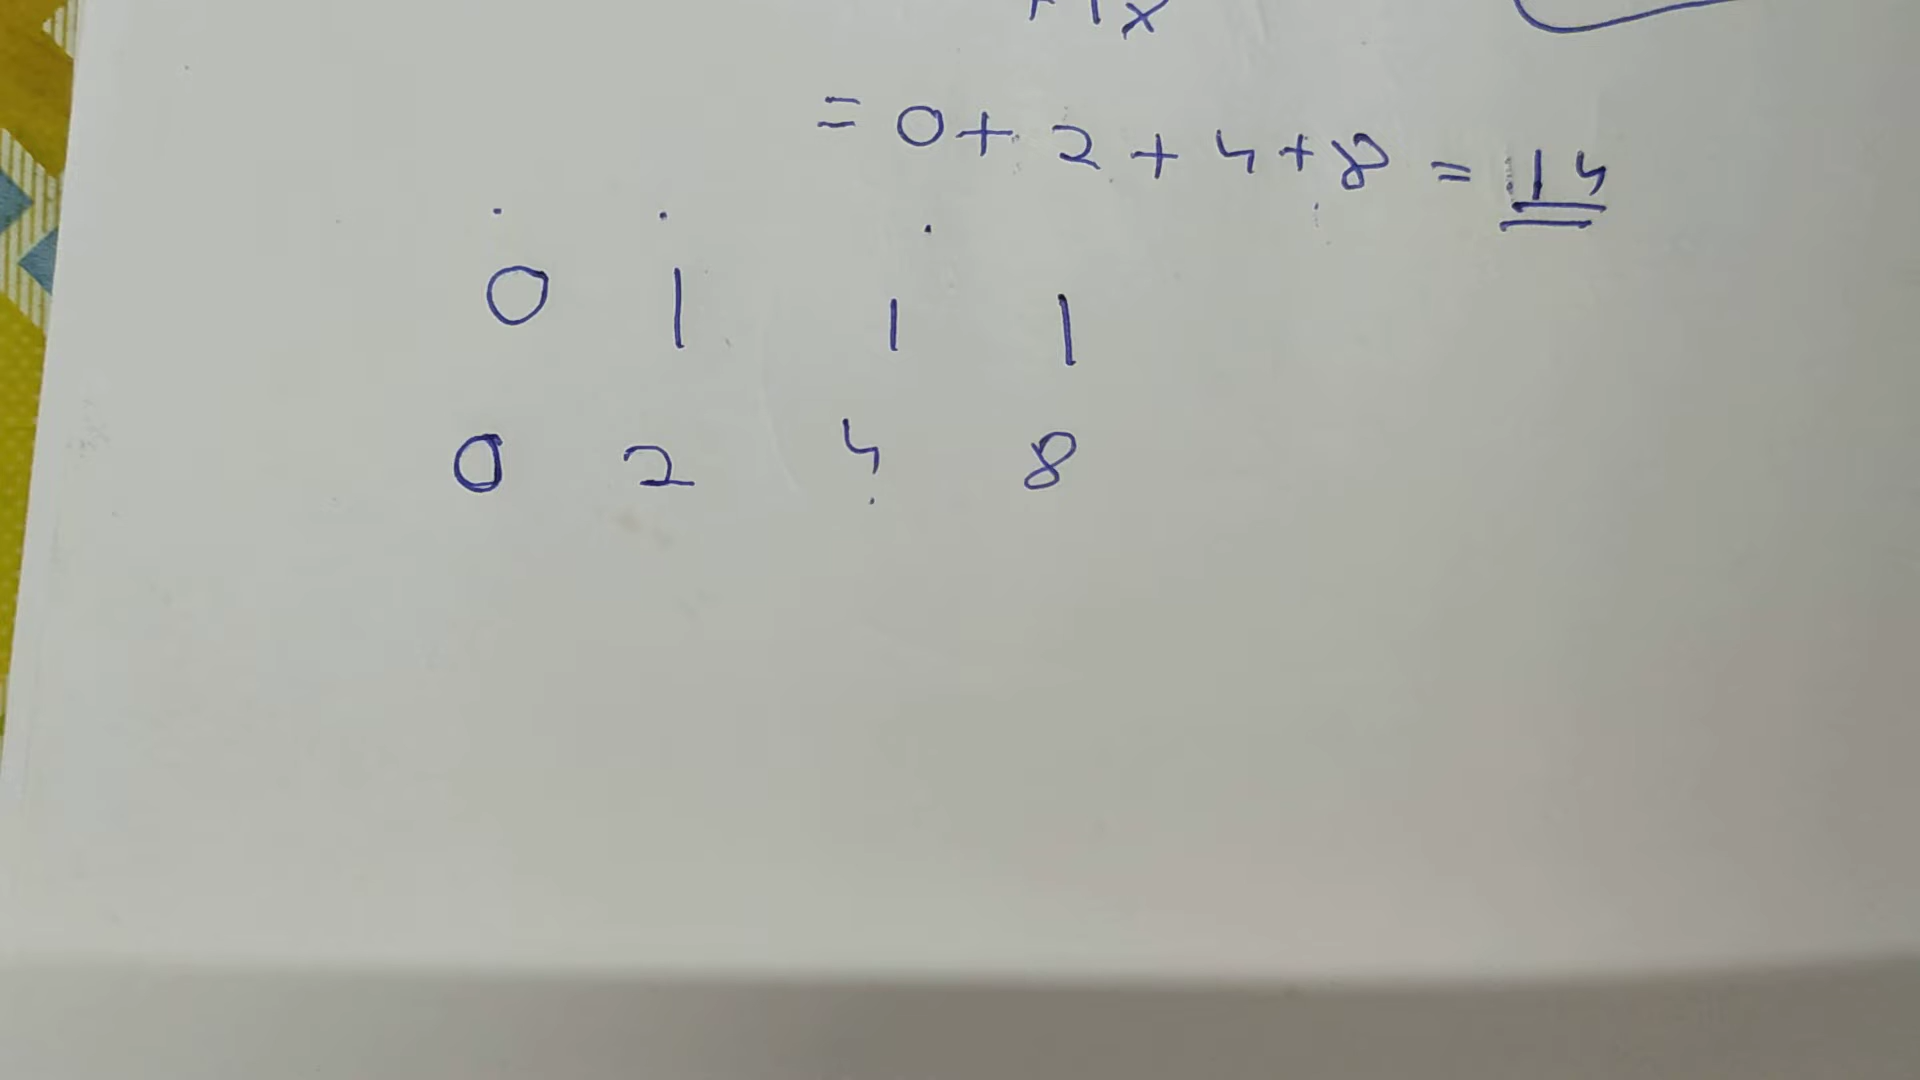 = 0 + 2 + 4 + 8 = 14
0 1 1 1
0 2 4 8